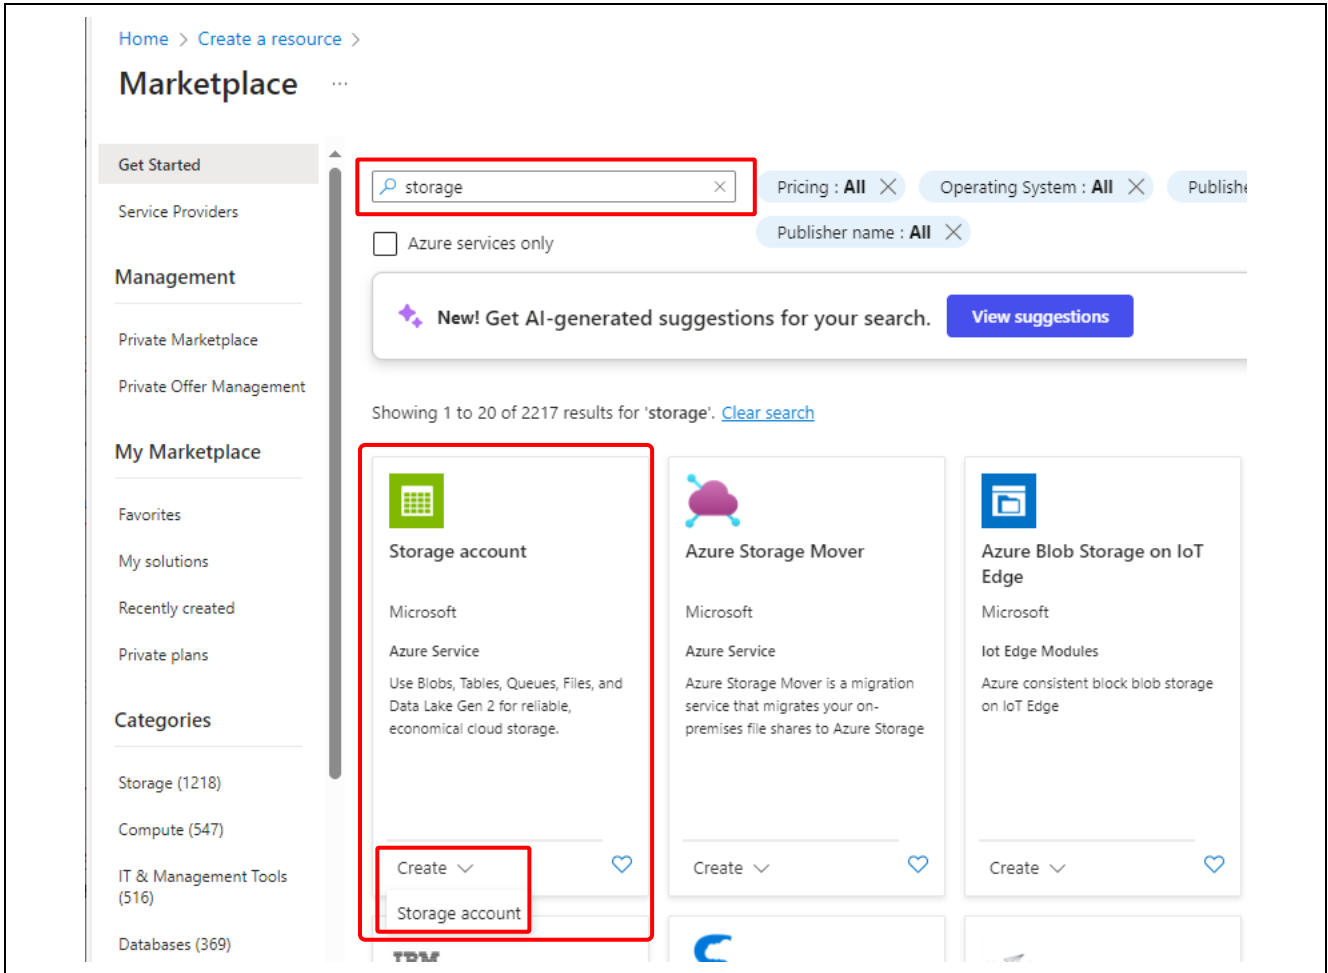 Home > Create a resource >
Marketplace ...
Get Started
Service Providers
Management
Private Marketplace
Private Offer Management
My Marketplace
Favorites
My solutions
Recently created
Private plans
Categories
Storage (1218)
Compute (547)
IT & Management Tools
(516)
Databases (369)
storage
Pricing : All
Operating System : All
Publishe
Publisher name : All
Azure services only
New! Get AI-generated suggestions for your search.
View suggestions
Showing 1 to 20 of 2217 results for 'storage'. Clear search
Storage account
Microsoft
Azure Service
Use Blobs, Tables, Queues, Files, and
Data Lake Gen 2 for reliable,
economical cloud storage.
Create
Storage account
Azure Storage Mover
Microsoft
Azure Service
Azure Storage Mover is a migration
service that migrates your on-
premises file shares to Azure Storage
Create
Azure Blob Storage on IoT
Edge
Microsoft
Iot Edge Modules
Azure consistent block blob storage
on IoT Edge
Create
IBM